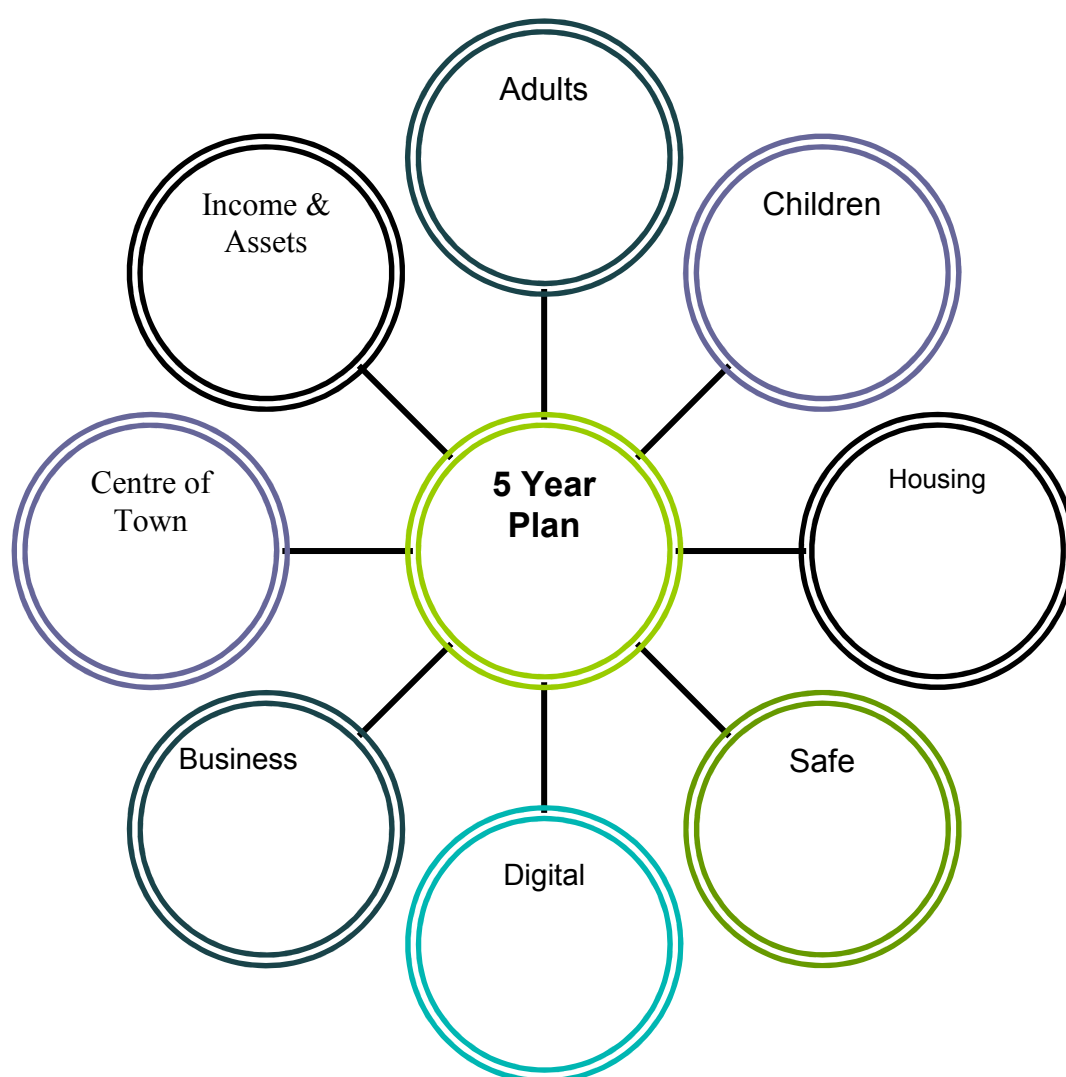 Adults
Children
Income &
Assets
5 Year
Plan
Centre of
Town
Housing
Business
Safe
Digital